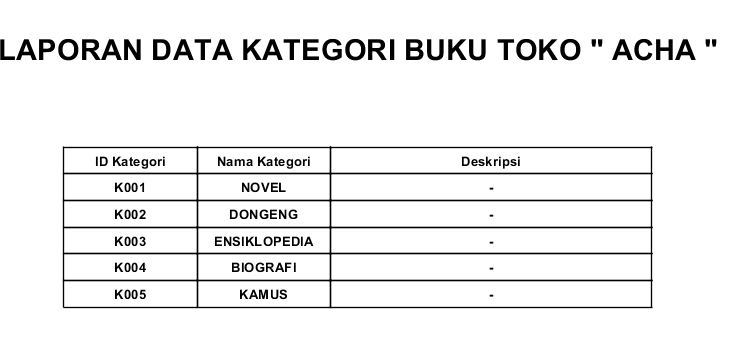 LAPORAN DATA KATEGORI BUKU TOKO " ACHA "
ID Kategori Nama Kategori Deskripsi
K001 NOVEL -
K002 DONGENG -
K003 ENSIKLOPEDIA -
K004 BIOGRAFI -
K005 KAMUS -